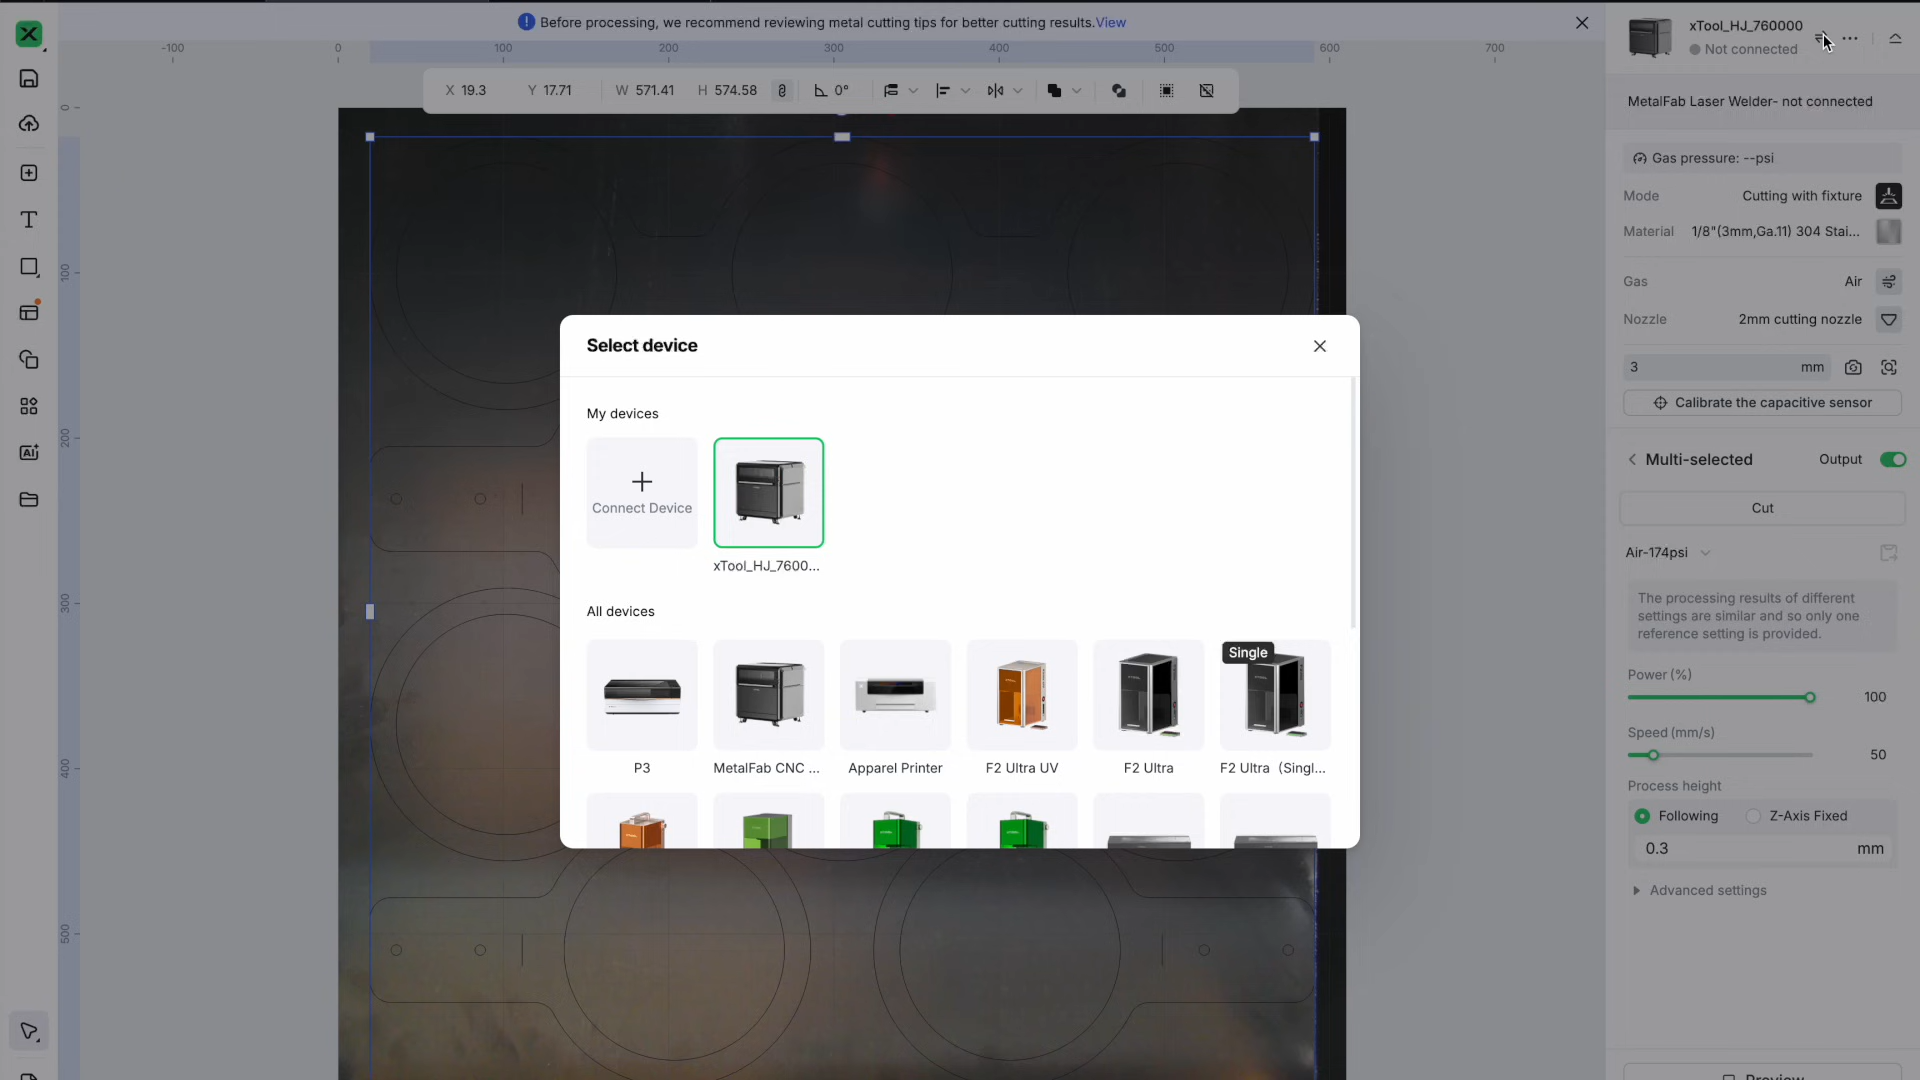 Before processing, we recommend reviewing metal cutting tips for better cutting results.View
xTool_HJ_760000
Not connected
-100
0
100
200
300
400
500
600
700
X 19.3
Y 17.71
W 571.41
H 574.58
0°
MetalFab Laser Welder- not connected
Gas pressure: --psi
Mode
Cutting with fixture
Material
1/8"(3mm,Ga.11) 304 Stai...
Gas
Air
Nozzle
2mm cutting nozzle
3
mm
Calibrate the capacitive sensor
Multi-selected
Output
Cut
Air-174psi
The processing results of different
settings are similar and so only one
reference setting is provided.
Power (%)
100
Speed (mm/s)
50
Process height
Following
Z-Axis Fixed
0.3
mm
Advanced settings
Preview
0
100
200
300
400
500
T
Ai
Select device
My devices
Connect Device
xTool_HJ_7600...
All devices
Single
P3
MetalFab CNC ...
Apparel Printer
F2 Ultra UV
F2 Ultra
F2 Ultra（Singl...